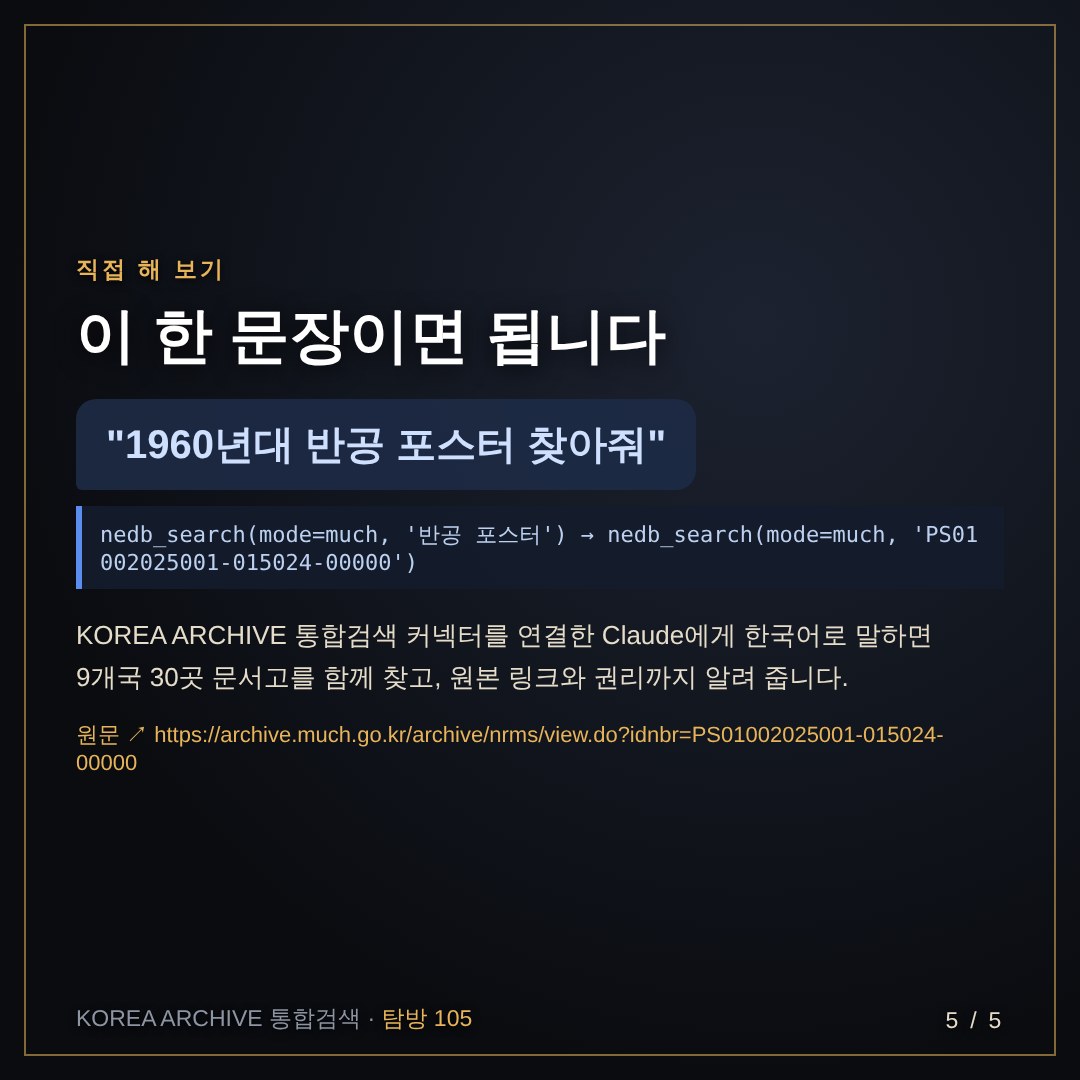 직접 해 보기
이 한 문장이면 됩니다
"1960년대 반공 포스터 찾아줘"
nedb_search(mode=much, '반공 포스터') → nedb_search(mode=much, 'PS01
002025001-015024-00000')
KOREA ARCHIVE 통합검색 커넥터를 연결한 Claude에게 한국어로 말하면
9개국 30곳 문서고를 함께 찾고, 원본 링크와 권리까지 알려 줍니다.
원문 ↗ https://archive.much.go.kr/archive/nrms/view.do?idnbr=PS01002025001-015024-
00000
KOREA ARCHIVE 통합검색 · 탐방 105
5 / 5